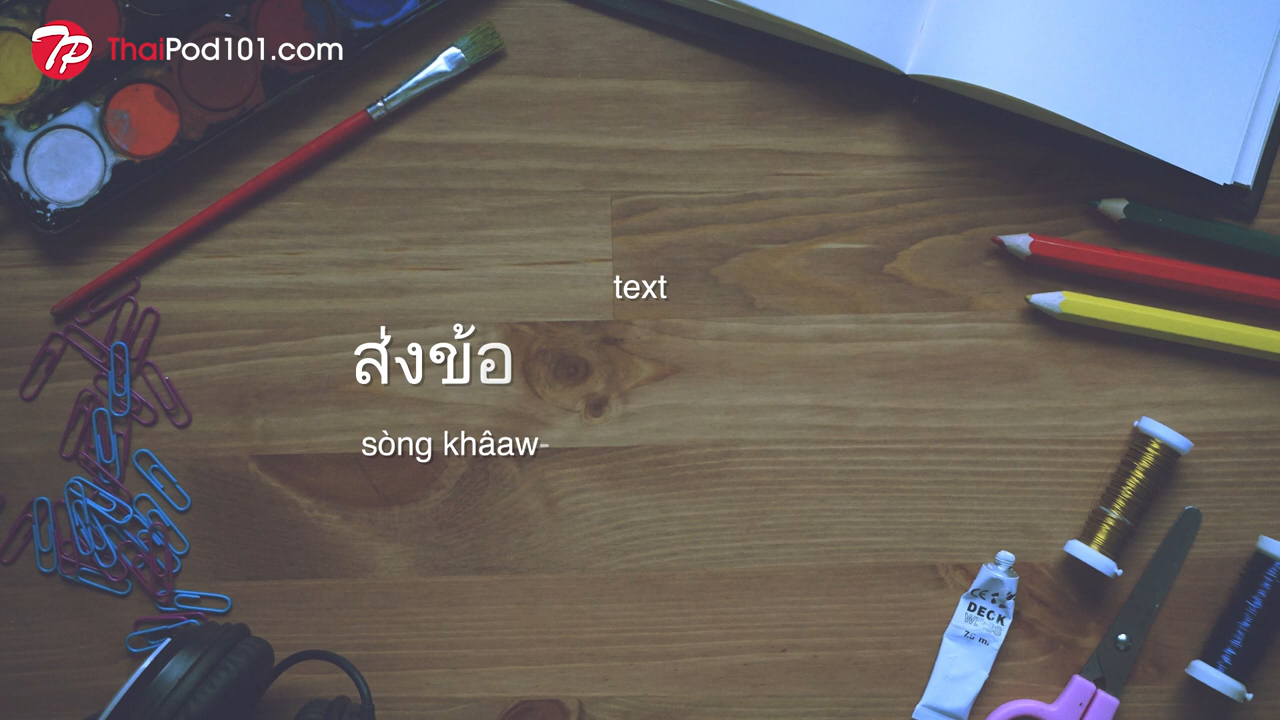 ThaiPod101.com
text
ส่งข้อ
sòng khâaw-
DECK